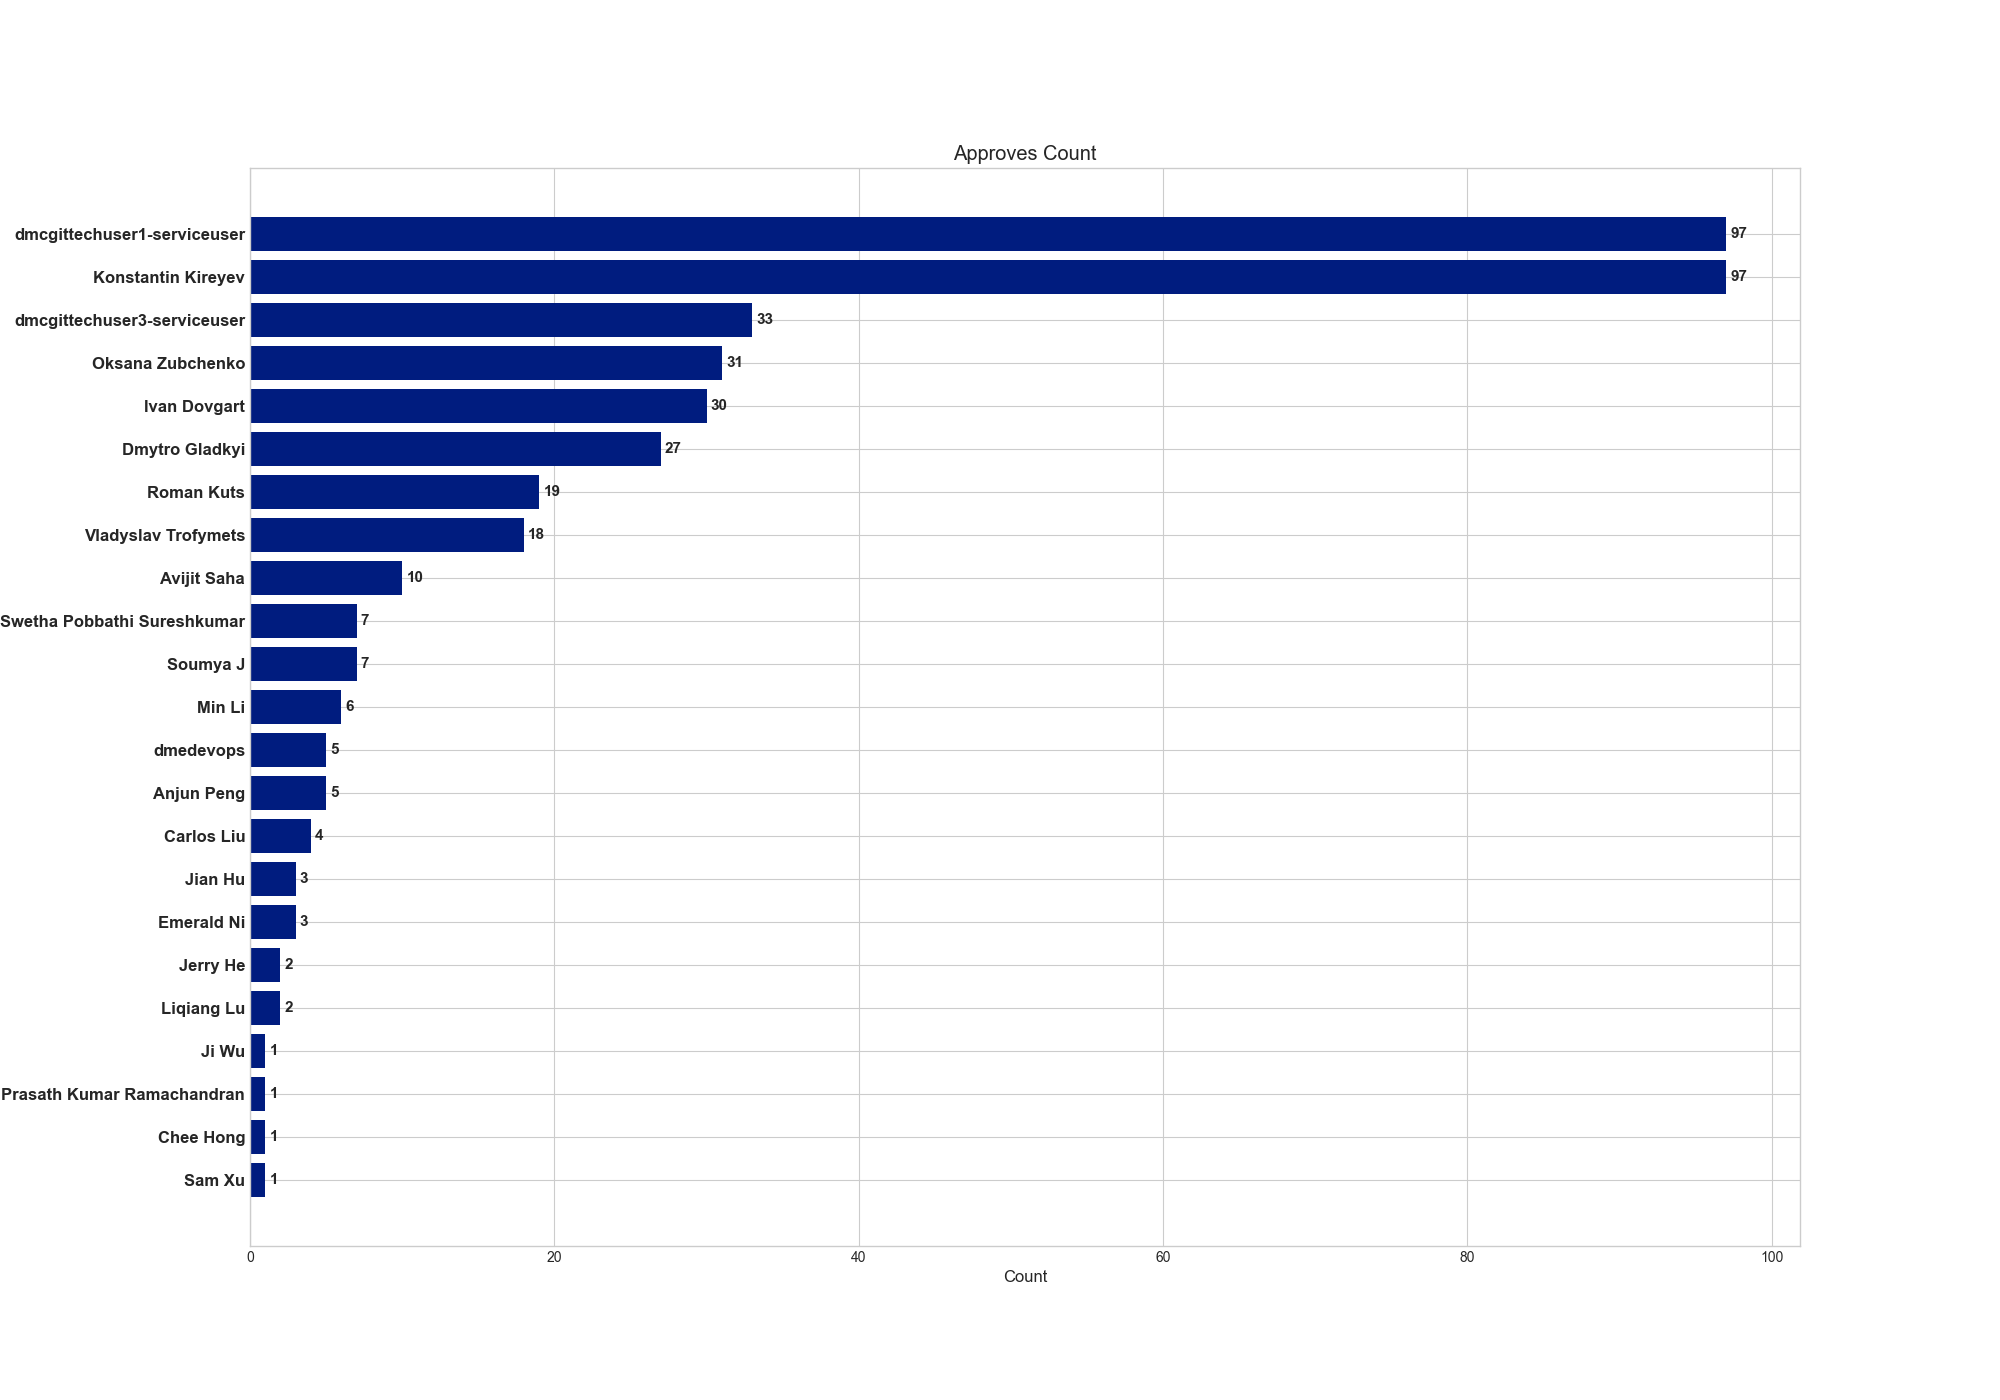 Approves Count
dmcgittechuser1-serviceuser 97
Konstantin Kireyev 97
dmcgittechuser3-serviceuser 33
Oksana Zubchenko 31
Ivan Dovgart 30
Dmytro Gladkyi 27
Roman Kuts 19
Vladyslav Trofymets 18
Avijit Saha 10
Swetha Pobbathi Sureshkumar 7
Soumya J 7
Min Li 6
dmedevops 5
Anjun Peng 5
Carlos Liu 4
Jian Hu 3
Emerald Ni 3
Jerry He 2
Liqiang Lu 2
Ji Wu 1
Prasath Kumar Ramachandran 1
Chee Hong 1
Sam Xu 1
0 20 40 60 80 100
Count